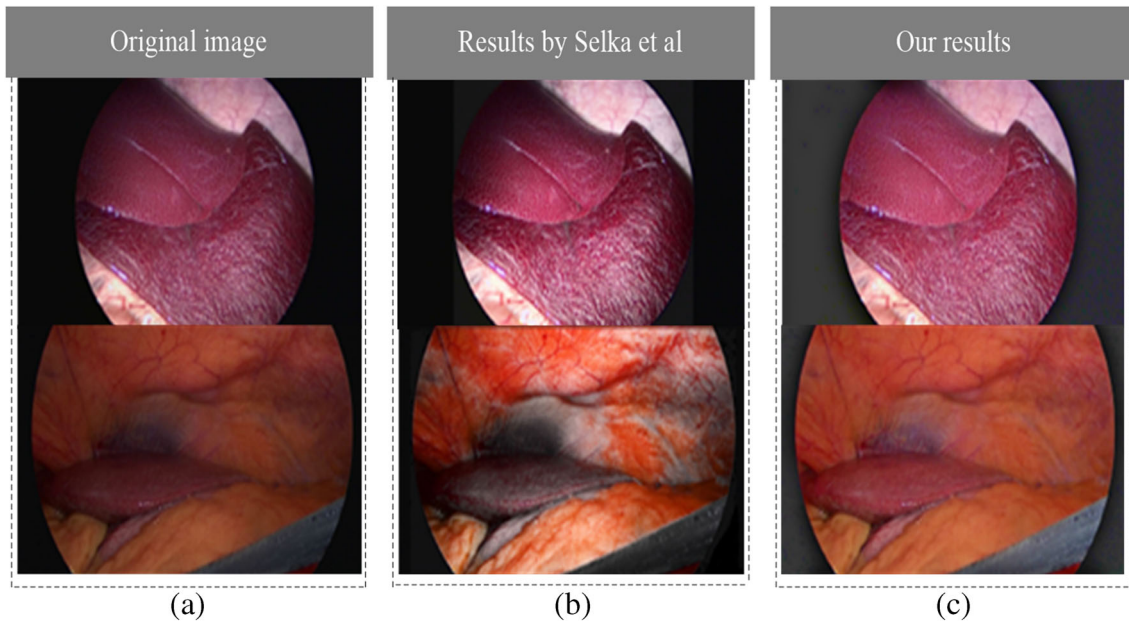 Original image
Results by Selka et al
Our results
(a)
(b)
(c)